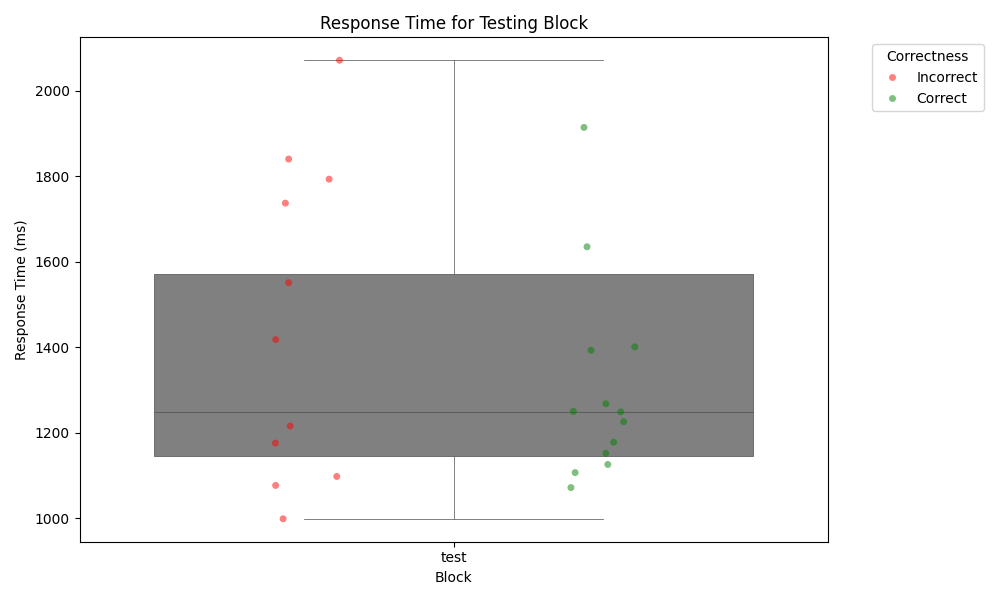 Response Time for Testing Block
Correctness
Incorrect
Correct
Response Time (ms)
2000
1800
1600
1400
1200
1000
test
Block